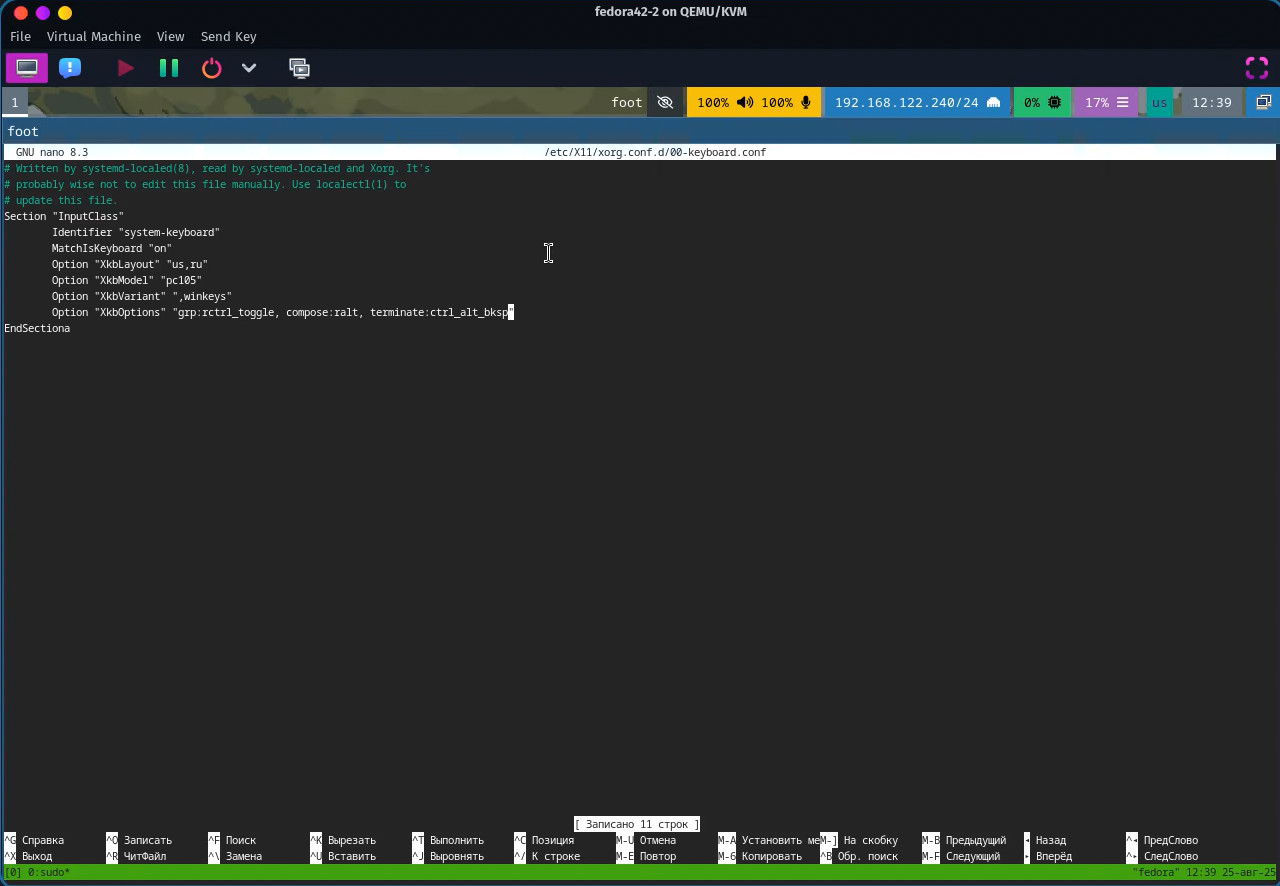 fedora42-2 on QEMU/KVM
File Virtual Machine View Send Key
1 foot 100% 100% 192.168.122.240/24 0% 17% us 12:39
foot
GNU nano 8.3 /etc/X11/xorg.conf.d/00-keyboard.conf
# Written by systemd-localed(8), read by systemd-localed and Xorg. It's
# probably wise not to edit this file manually. Use localectl(1) to
# update this file.
Section "InputClass"
Identifier "system-keyboard"
MatchIsKeyboard "on"
Option "XkbLayout" "us,ru"
Option "XkbModel" "pc105"
Option "XkbVariant" ",winkeys"
Option "XkbOptions" "grp:rctrl_toggle, compose:ralt, terminate:ctrl_alt_bksp"
EndSectiona
[ Записано 11 строк ]
^G Справка ^O Записать ^F Поиск ^K Вырезать ^T Выполнить ^C Позиция M-U Отмена M-A Установить ме M-] На скобку M-B Предыдущий ◂ Назад ^◂ ПредСлово
^X Выход ^R ЧитФайл ^\ Замена ^U Вставить ^J Выровнять ^/ К строке M-E Повтор M-6 Копировать ^B Обр. поиск M-F Следующий ▸ Вперёд ^▸ СледСлово
[0] 0:sudo* "fedora" 12:39 25-авг-25